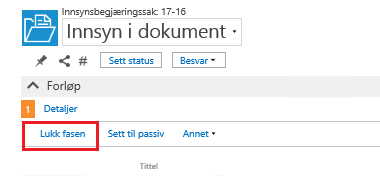 Innsynsbegjæringssak: 17-16
Innsyn i dokument
# Sett status Besvar
Forløp
1 Detaljer
Lukk fasen Sett til passiv Annet
Tittel